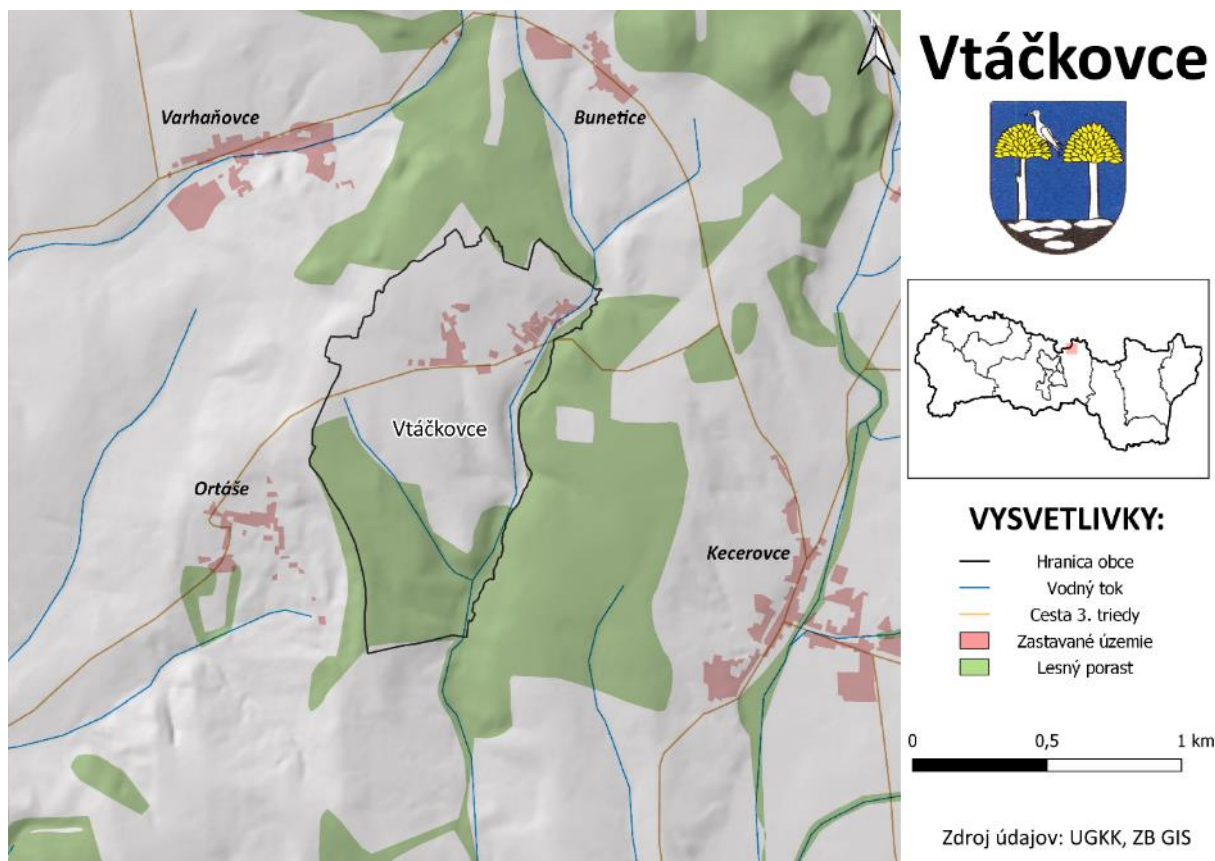 Vtáčkovce
Varhaňovce
Bunetice
Vtáčkovce
Ortáše
Kecerovce
VYSVETLIVKY:
Hranica obce
Vodný tok
Cesta 3. triedy
Zastavané územie
Lesný porast
0 0,5 1 km
Zdroj údajov: UGKK, ZB GIS